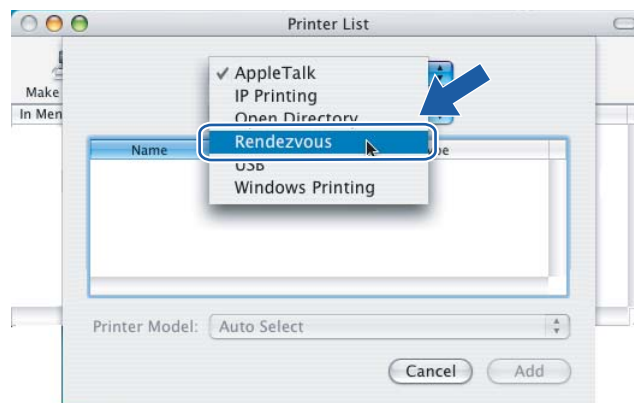 Printer List
✓ AppleTalk
IP Printing
Open Directory
Rendezvous
USB
Windows Printing
Make
In Men
Name
Printer Model: Auto Select
Cancel Add